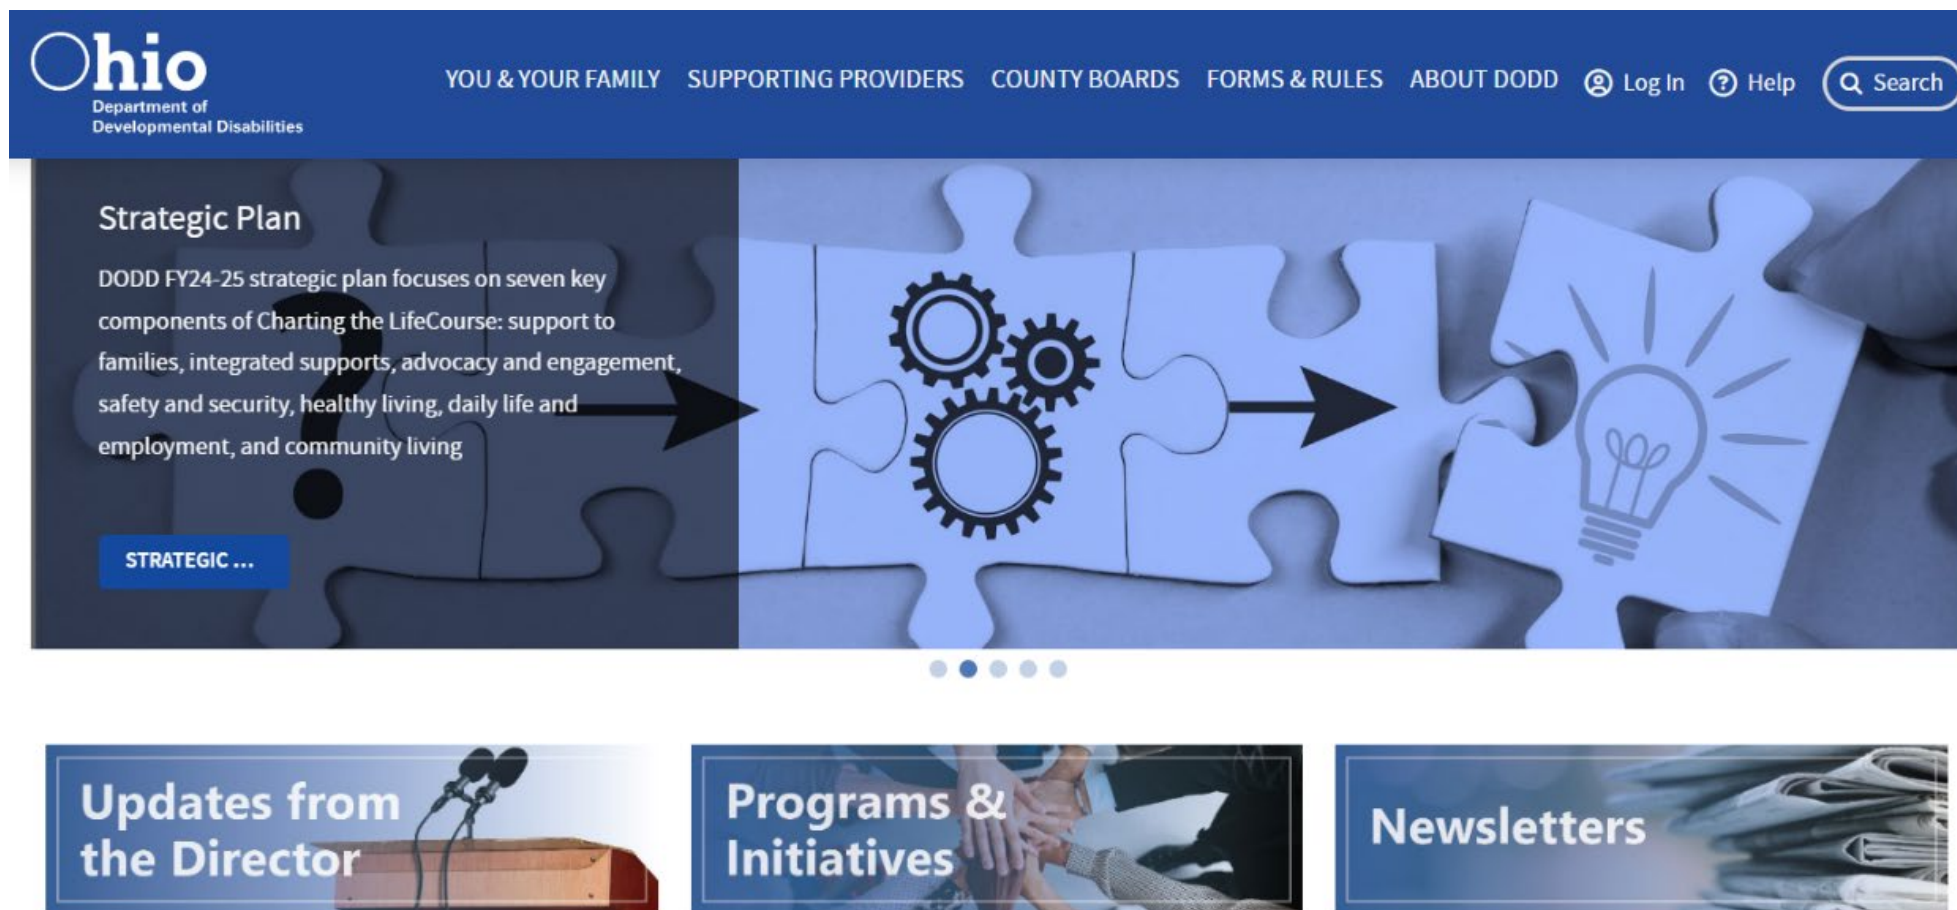 Ohio
Department of
Developmental Disabilities
YOU & YOUR FAMILY SUPPORTING PROVIDERS COUNTY BOARDS FORMS & RULES ABOUT DODD Log In ? Help Search
Strategic Plan
DODD FY24-25 strategic plan focuses on seven key
components of Charting the LifeCourse: support to
families, integrated supports, advocacy and engagement,
safety and security, healthy living, daily life and
employment, and community living
?
STRATEGIC ...
Updates from
the Director
Programs &
Initiatives
Newsletters